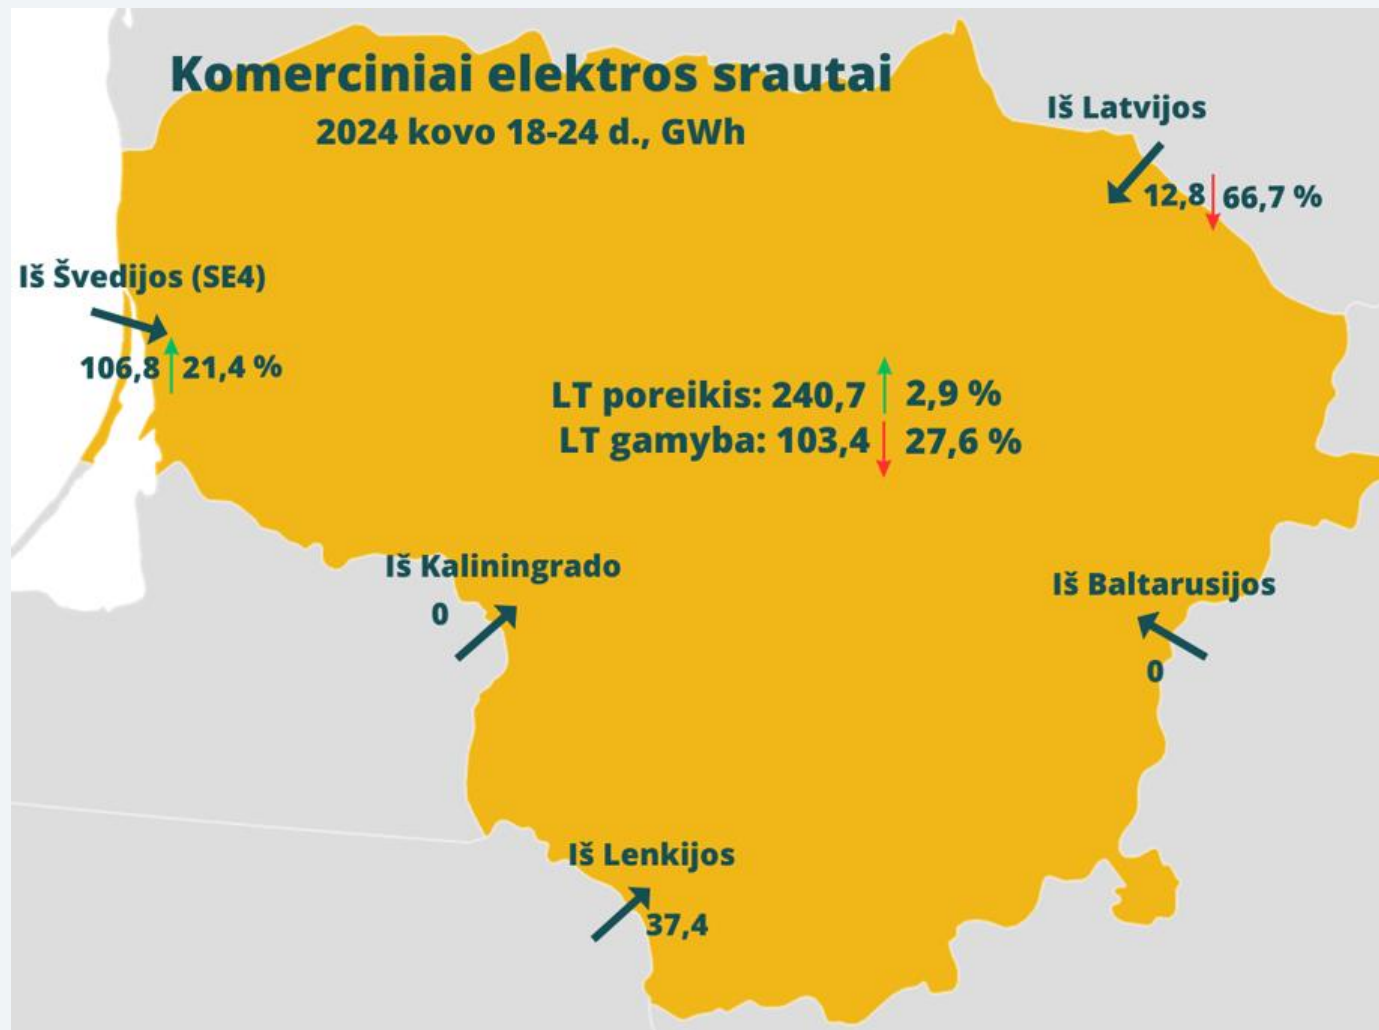 Komerciniai elektros srautai
2024 kovo 18-24 d., GWh
Iš Latvijos
12,8 66,7 %
Iš Švedijos (SE4)
106,8 21,4 %
LT poreikis: 240,7 2,9 %
LT gamyba: 103,4 27,6 %
Iš Kaliningrado
0
Iš Baltarusijos
0
Iš Lenkijos
37,4